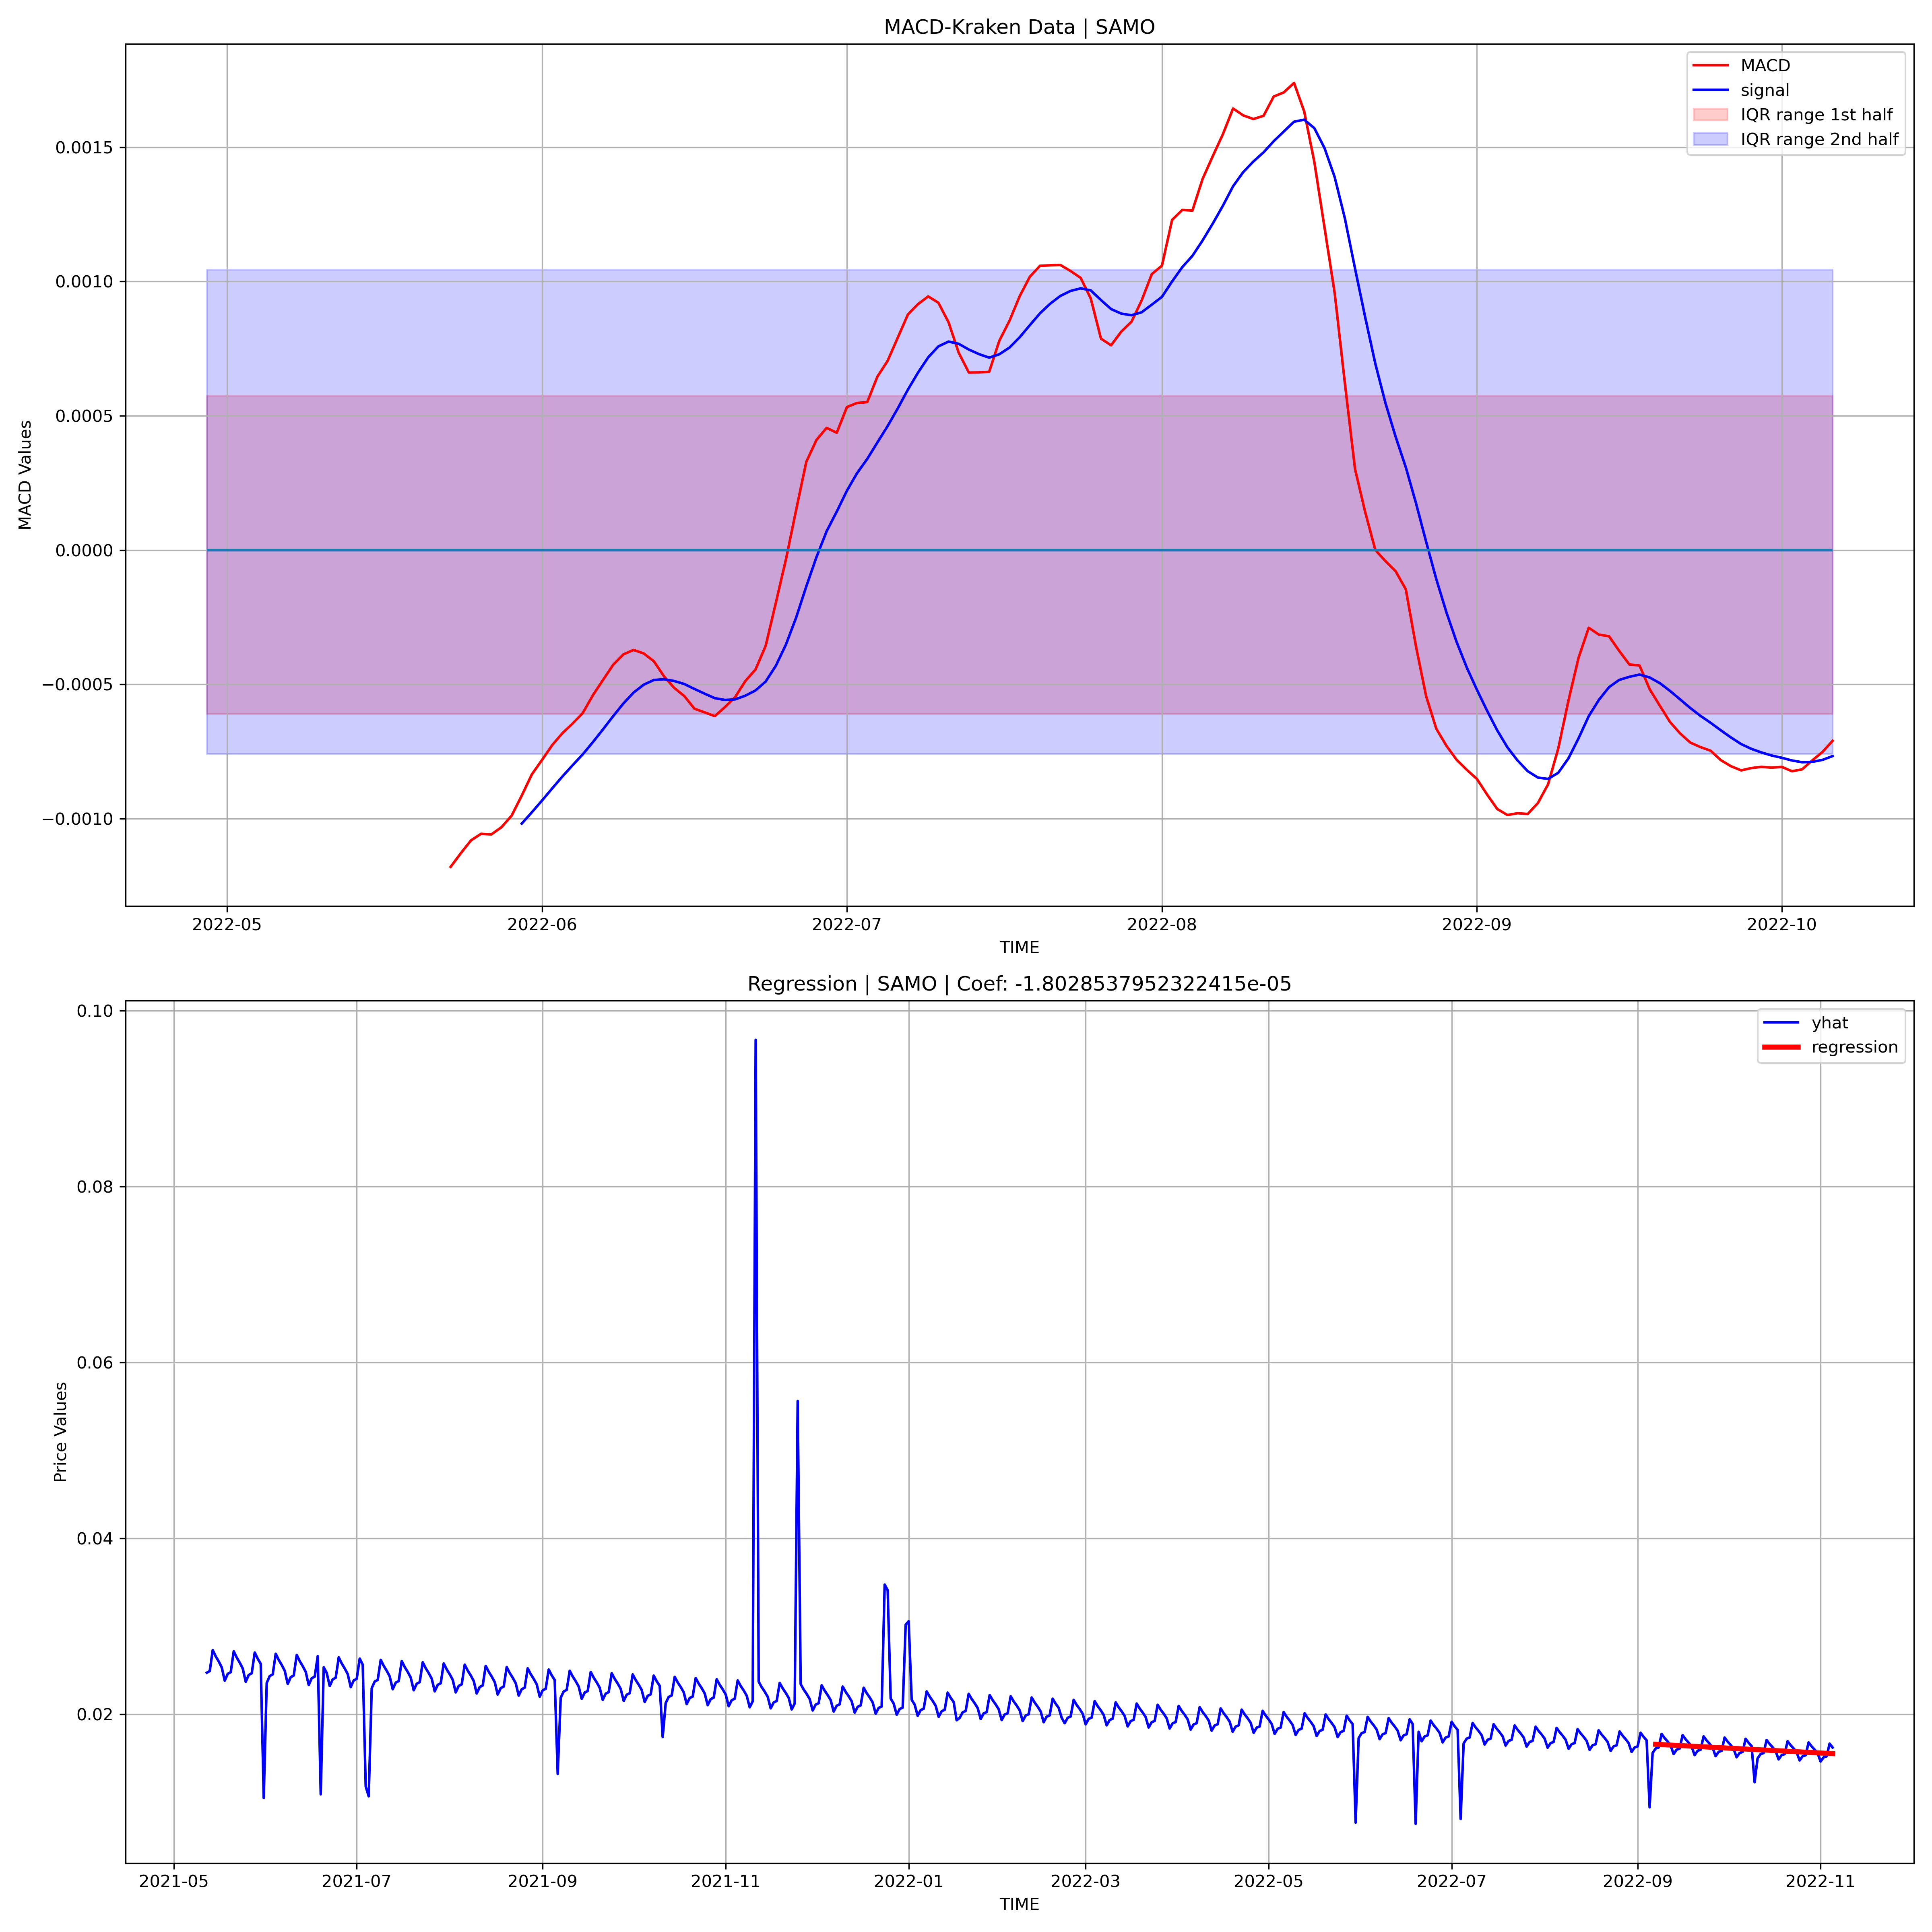 MACD-Kraken Data | SAMO
MACD
signal
IQR range 1st half
IQR range 2nd half
0.0015
0.0010
0.0005
0.0000
−0.0005
−0.0010
MACD Values
2022-05 2022-06 2022-07 2022-08 2022-09 2022-10
TIME
Regression | SAMO | Coef: -1.8028537952322415e-05
yhat
regression
0.10
0.08
0.06
0.04
0.02
Price Values
2021-05 2021-07 2021-09 2021-11 2022-01 2022-03 2022-05 2022-07 2022-09 2022-11
TIME